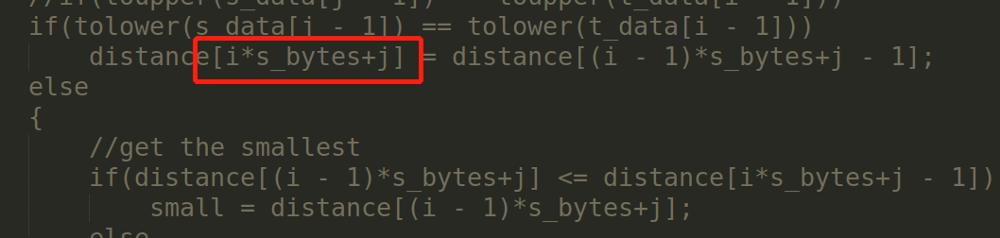 //if(toupper(s_data[j - 1]) == toupper(t_data[i - 1]))
if(tolower(s_data[j - 1]) == tolower(t_data[i - 1]))
distance[i*s_bytes+j] = distance[(i - 1)*s_bytes+j - 1];
else
{
//get the smallest
if(distance[(i - 1)*s_bytes+j] <= distance[i*s_bytes+j - 1])
small = distance[(i - 1)*s_bytes+j];
else